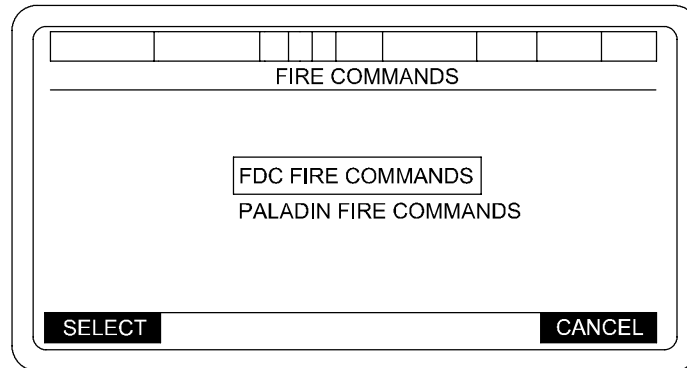 FIRE COMMANDS
FDC FIRE COMMANDS
PALADIN FIRE COMMANDS
SELECT CANCEL